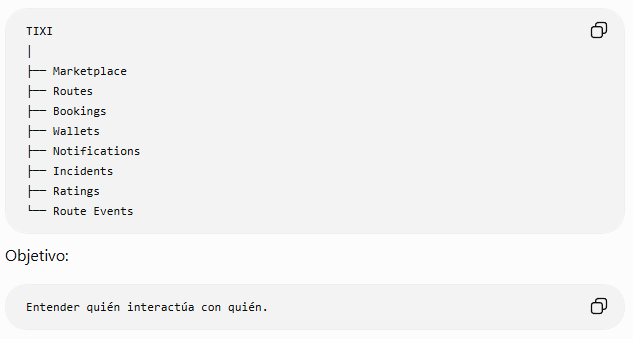 TIXI
│
├── Marketplace
├── Routes
├── Bookings
├── Wallets
├── Notifications
├── Incidents
├── Ratings
└── Route Events
Objetivo:
Entender quién interactúa con quién.